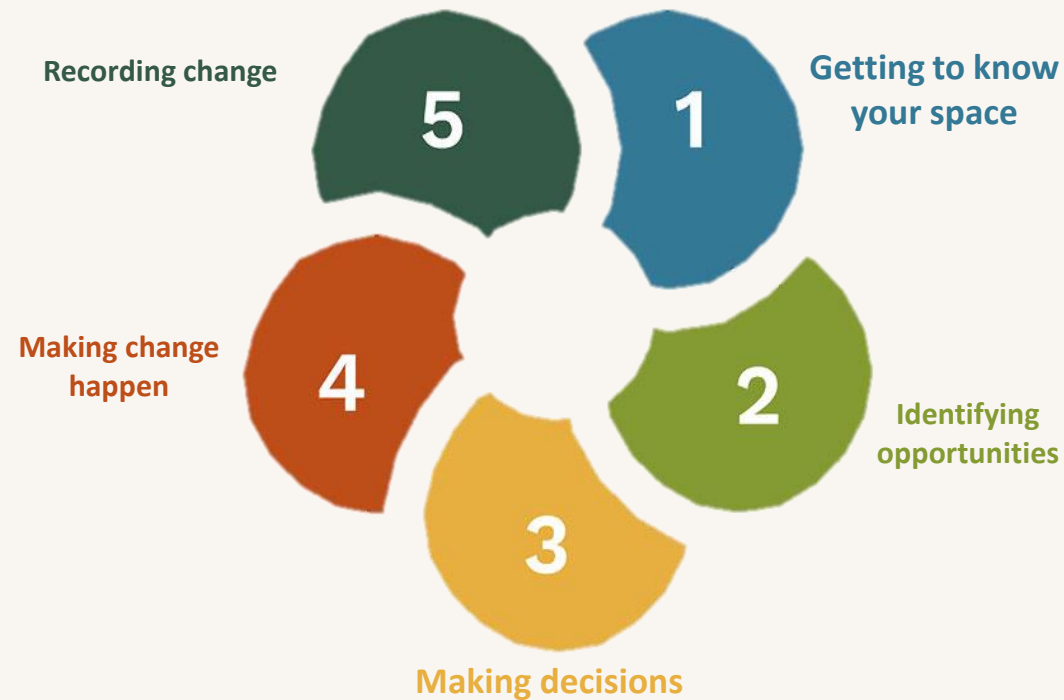 1
Getting to know
your space
2
Identifying
opportunities
3
Making decisions
4
Making change
happen
5
Recording change